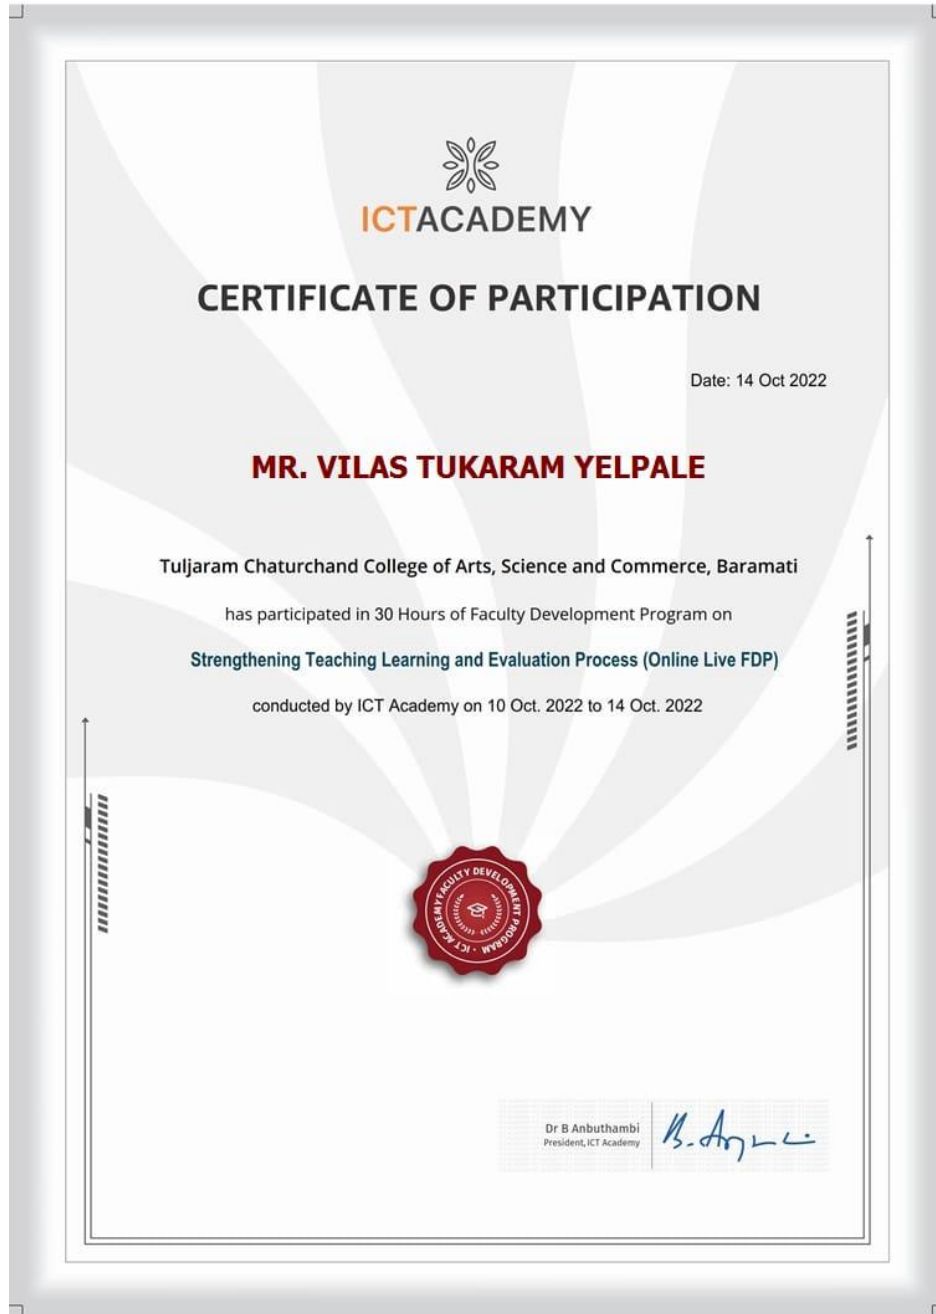 ICTACADEMY
CERTIFICATE OF PARTICIPATION
Date: 14 Oct 2022
MR. VILAS TUKARAM YELPALE
Tuljaram Chaturchand College of Arts, Science and Commerce, Baramati
has participated in 30 Hours of Faculty Development Program on
Strengthening Teaching Learning and Evaluation Process (Online Live FDP)
conducted by ICT Academy on 10 Oct. 2022 to 14 Oct. 2022
FACULTY DEVELOPMENT PROGRAM · ICT ACADEMY
Dr B Anbuthambi
President, ICT Academy